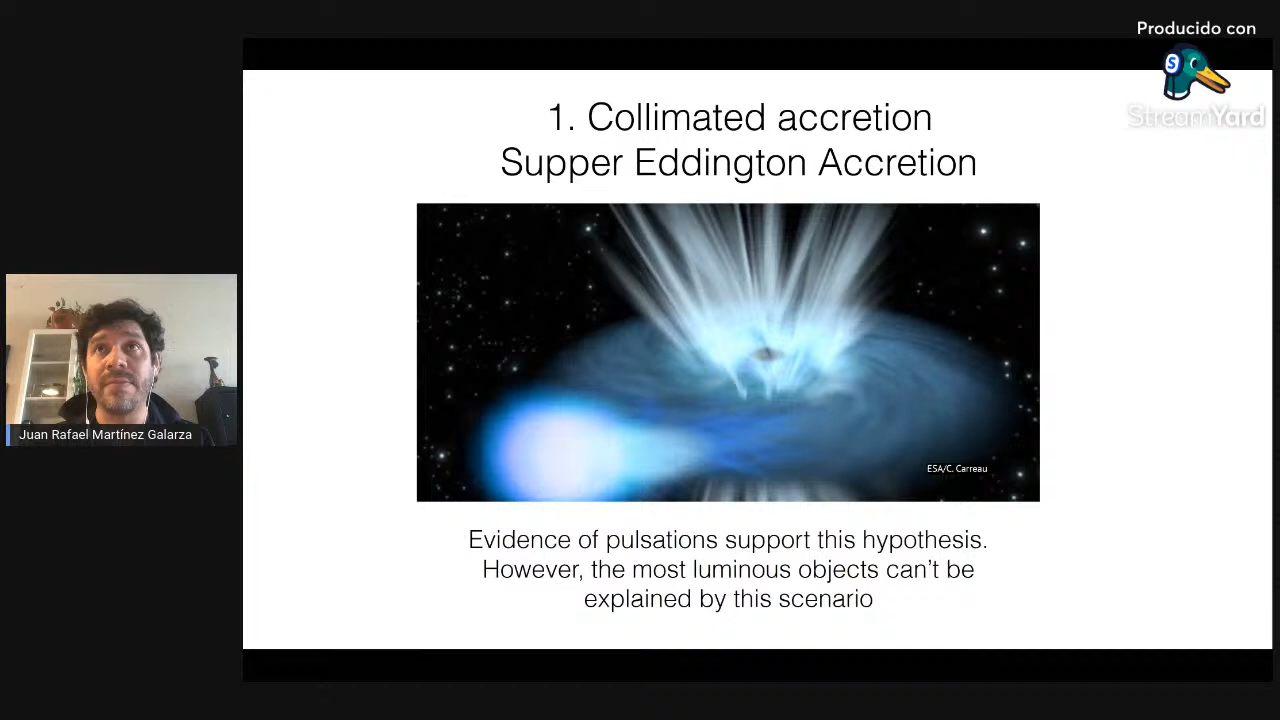 Producido con
StreamYard
1. Collimated accretion
Supper Eddington Accretion
ESA/C. Carreau
Juan Rafael Martínez Galarza
Evidence of pulsations support this hypothesis.
However, the most luminous objects can't be
explained by this scenario